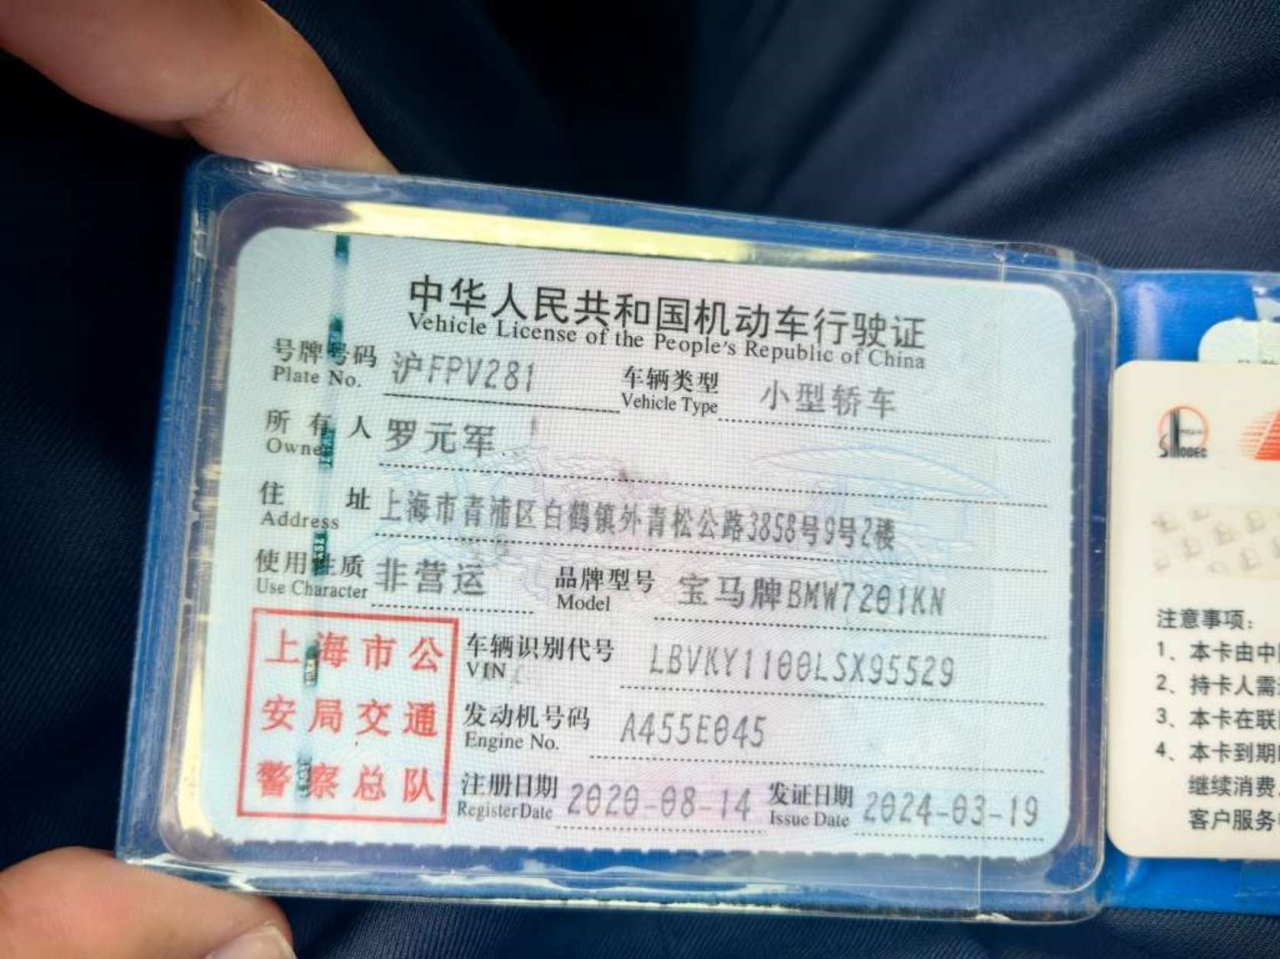 中华人民共和国机动车行驶证
Vehicle License of the People's Republic of China
号牌号码 沪FPV281 车辆类型 小型轿车
Plate No. Vehicle Type
所有人 罗元军
Owner
住址 上海市青浦区白鹤镇外青松公路3858号9号2楼
Address
使用性质 非营运 品牌型号 宝马牌BMW7201KN
Use Character Model
车辆识别代号 LBVKY1100LSX95529
VIN
发动机号码 A455E045
Engine No.
注册日期 2020-08-14 发证日期 2024-03-19
Register Date Issue Date
上海市公
安局交通
警察总队
SINOPEC
注意事项:
1、本卡由中
2、持卡人需
3、本卡在联
4、本卡到期
继续消费
客户服务